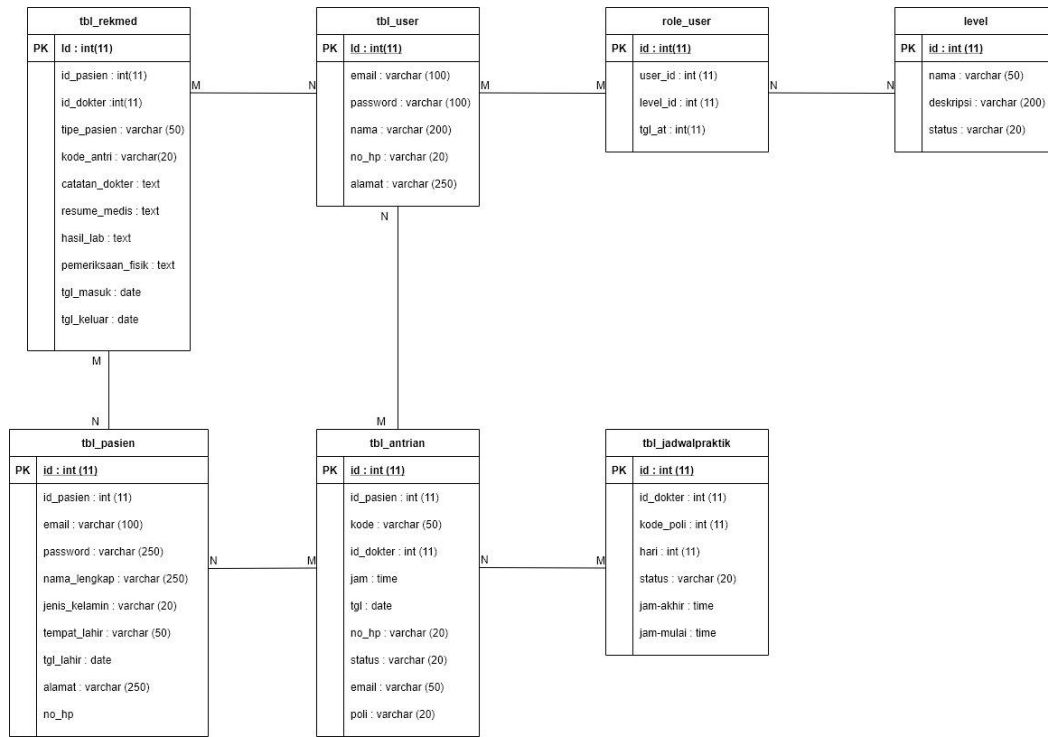 tbl_rekmed
PK Id : int(11)
id_pasien : int(11)
id_dokter :int(11)
tipe_pasien : varchar (50)
kode_antri : varchar(20)
catatan_dokter : text
resume_medis : text
hasil_lab : text
pemeriksaan_fisik : text
tgl_masuk : date
tgl_keluar : date
M
N
tbl_user
PK Id : int(11)
email : varchar (100)
password : varchar (100)
nama : varchar (200)
no_hp : varchar (20)
alamat : varchar (250)
M
M
role_user
PK id : int(11)
user_id : int (11)
level_id : int (11)
tgl_at : int(11)
N
N
level
PK id : int (11)
nama : varchar (50)
deskripsi : varchar (200)
status : varchar (20)
N
M
M
N
tbl_pasien
PK id : int (11)
id_pasien : int (11)
email : varchar (100)
password : varchar (250)
nama_lengkap : varchar (250)
jenis_kelamin : varchar (20)
tempat_lahir : varchar (50)
tgl_lahir : date
alamat : varchar (250)
no_hp
N
M
tbl_antrian
PK id : int (11)
id_pasien : int (11)
kode : varchar (50)
id_dokter : int (11)
jam : time
tgl : date
no_hp : varchar (20)
status : varchar (20)
email : varchar (50)
poli : varchar (20)
N
M
tbl_jadwalpraktik
PK id : int (11)
id_dokter : int (11)
kode_poli : int (11)
hari : int (11)
status : varchar (20)
jam-akhir : time
jam-mulai : time